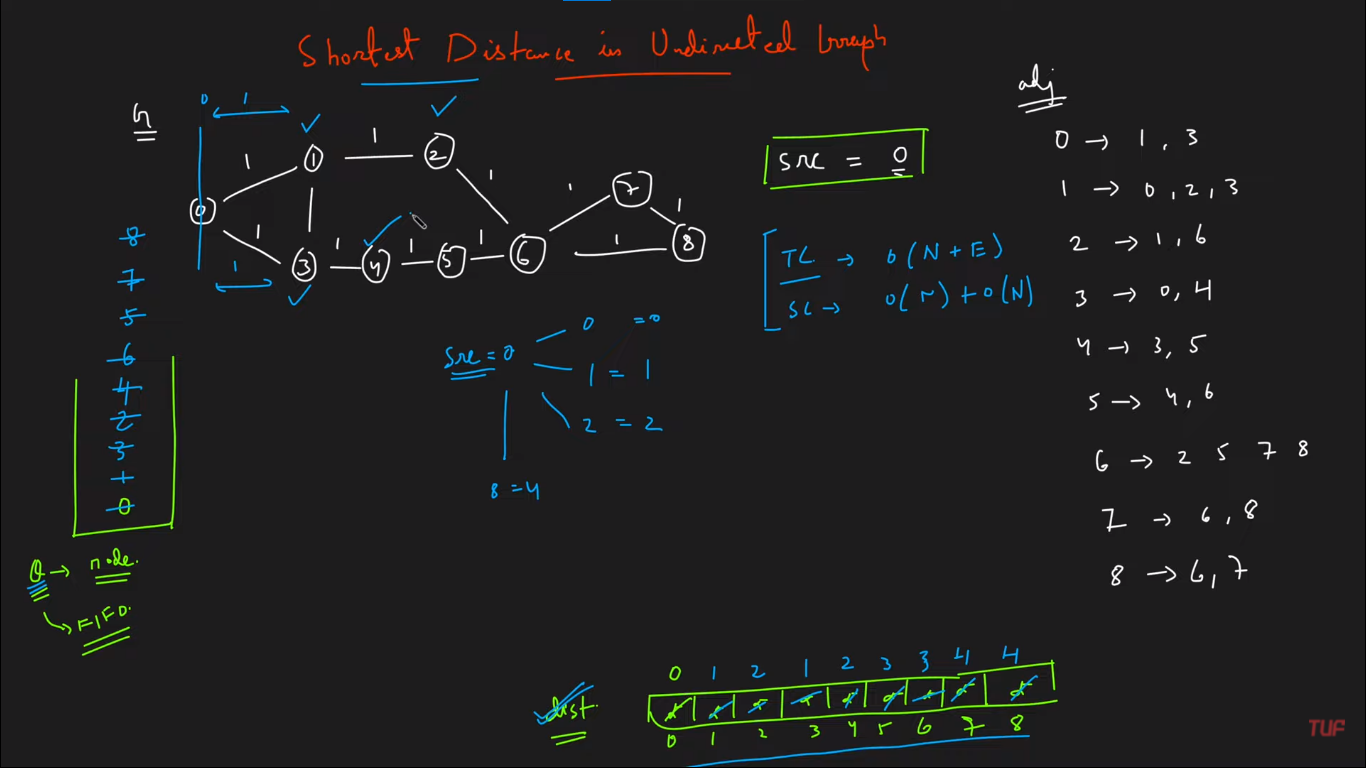 Shortest Distance in Undirected Graph
G
0 1
1 1 2 1
0 1 1 7 1
1 3 1 4 1 5 1 6 1 8
1
src = 0
TC → O(N + E)
SC → O(N) + O(N)
src = 0
0 = 0
1 = 1
2 = 2
8 = 4
8
7
5
6
4
2
3
1
0
Q → node.
→ FIFO.
adj
0 → 1, 3
1 → 0, 2, 3
2 → 1, 6
3 → 0, 4
4 → 3, 5
5 → 4, 6
6 → 2 5 7 8
7 → 6, 8
8 → 6, 7
0 1 2 1 2 3 3 4 4
dist.
0 1 2 3 4 5 6 7 8
TUF